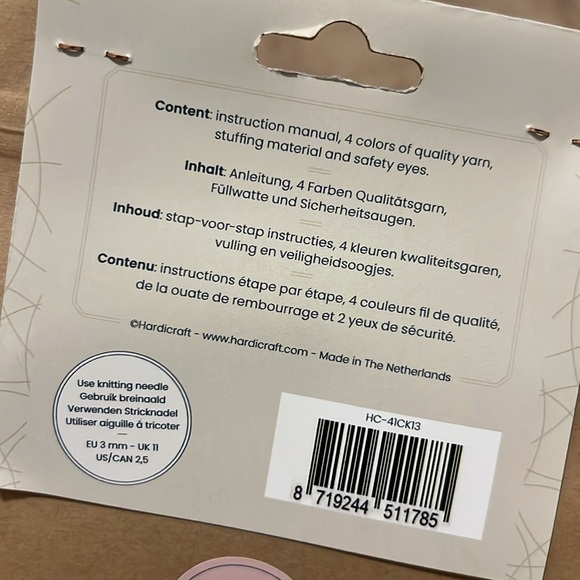 Content: instruction manual, 4 colors of quality yarn,
stuffing material and safety eyes.
Inhalt: Anleitung, 4 Farben Qualitätsgarn,
Füllwatte und Sicherheitsaugen.
Inhoud: stap-voor-stap instructies, 4 kleuren kwaliteitsgaren,
vulling en veiligheidsoogjes.
Contenu: instructions étape par étape, 4 couleurs fil de qualité,
de la ouate de rembourrage et 2 yeux de sécurité.
©Hardicraft - www.hardicraft.com - Made in The Netherlands
Use knitting needle
Gebruik breinaald
Verwenden Stricknadel
Utiliser aiguille à tricoter
EU 3 mm - UK 11
US/CAN 2,5
HC-41CK13
8 719244 511785